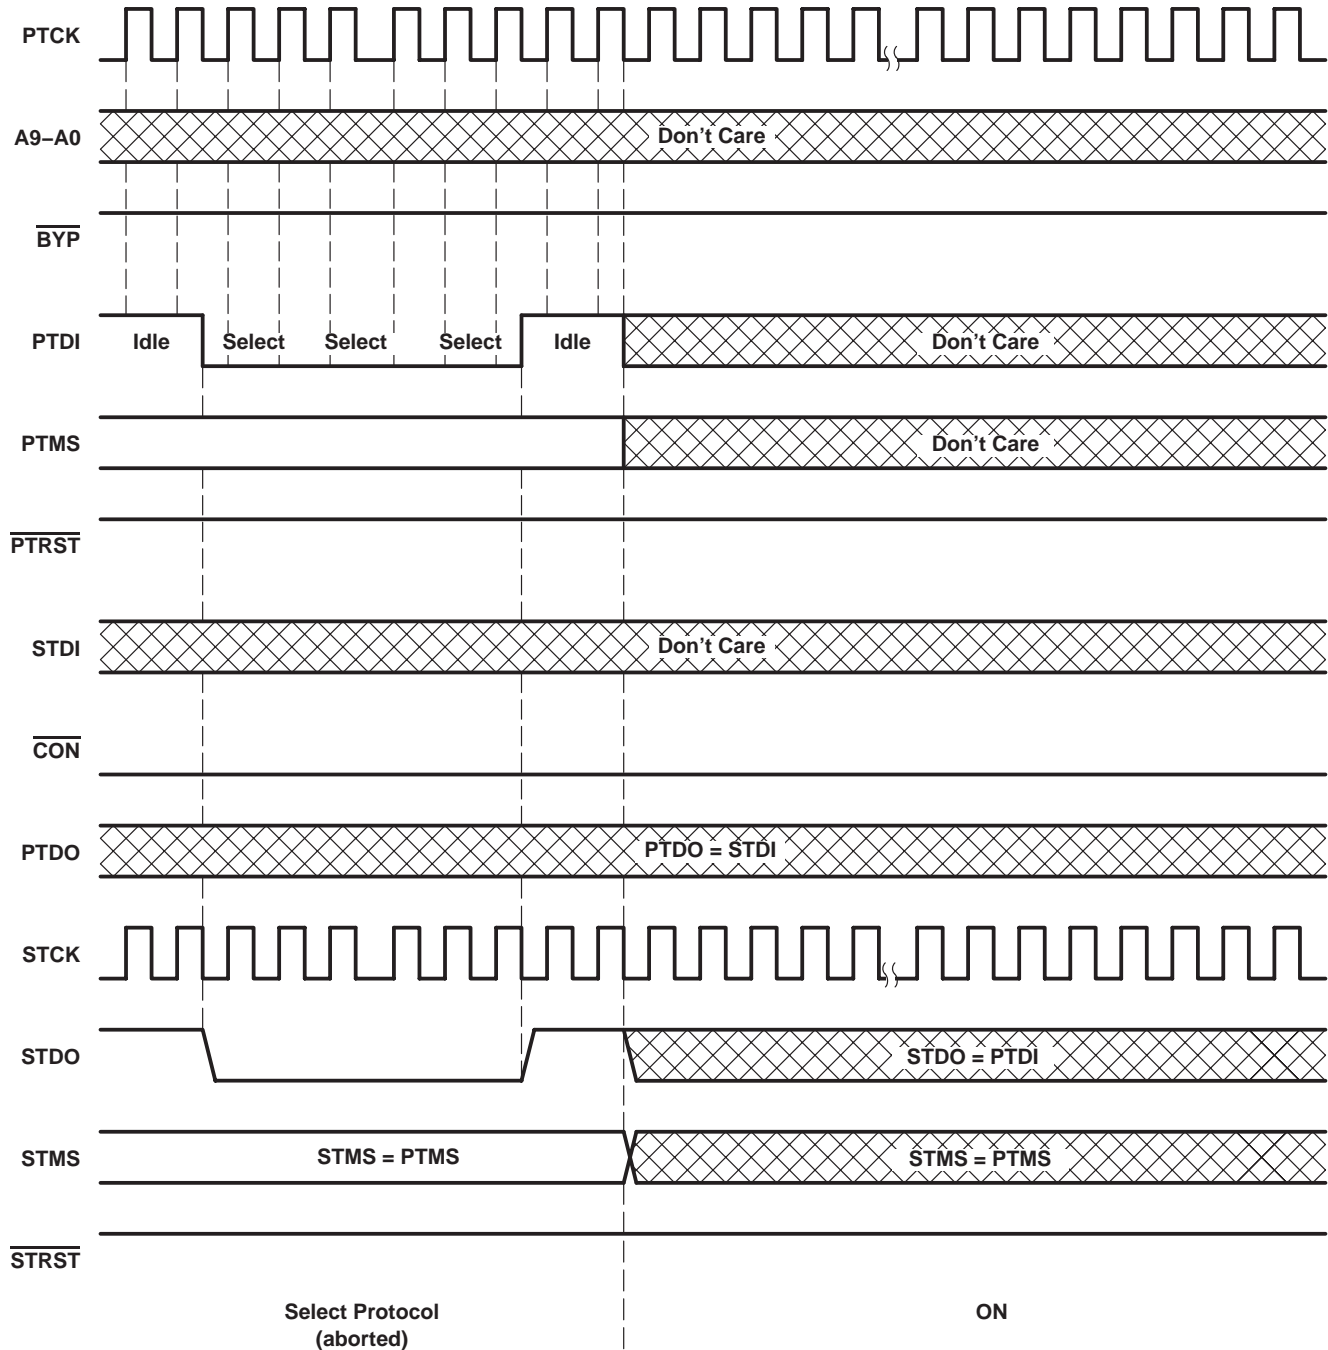 PTCK
A9–A0 Don't Care
BYP
PTDI Idle Select Select Select Idle Don't Care
PTMS Don't Care
PTRST
STDI Don't Care
CON
PTDO PTDO = STDI
STCK
STDO STDO = PTDI
STMS STMS = PTMS STMS = PTMS
STRST
Select Protocol ON
(aborted)